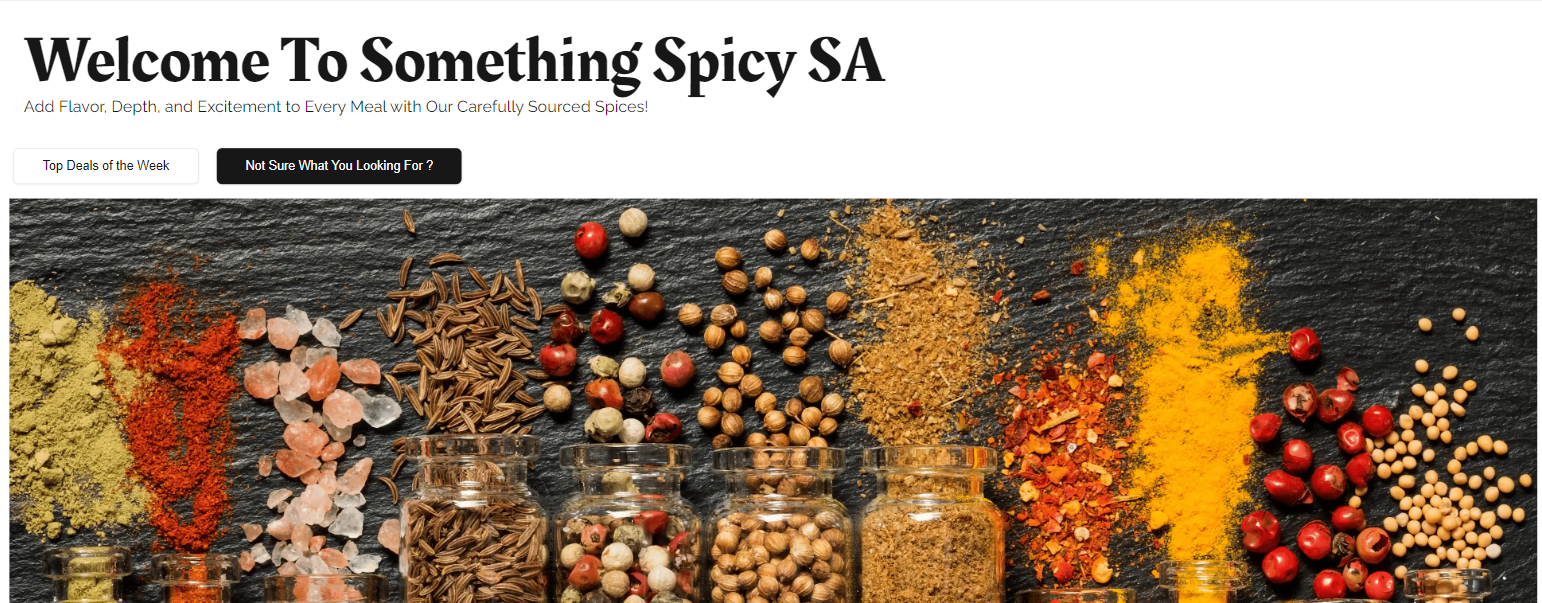 Welcome To Something Spicy SA
Add Flavor, Depth, and Excitement to Every Meal with Our Carefully Sourced Spices!
Top Deals of the Week
Not Sure What You Looking For ?